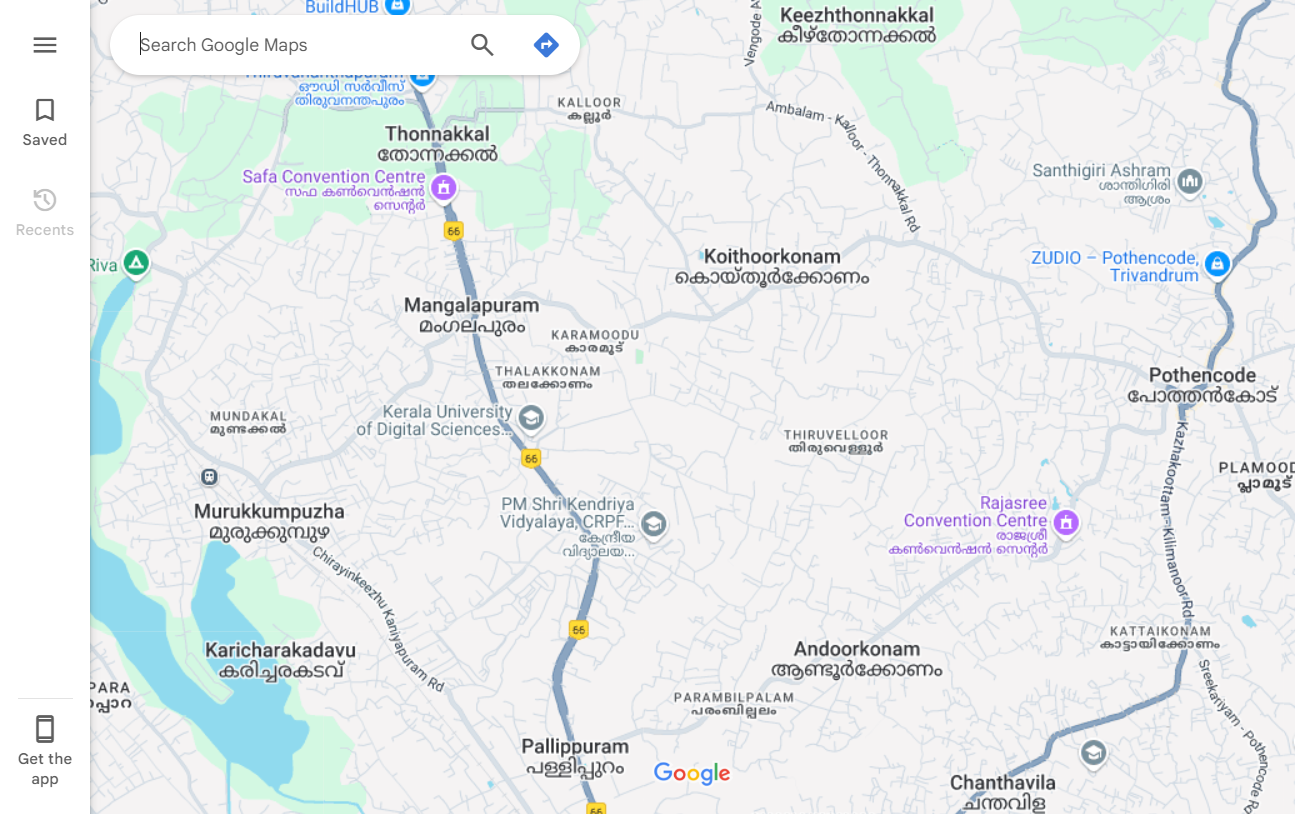 BuildHUB
Search Google Maps
ഔഡി സർവീസ്
തിരുവനന്തപുരം
Saved
Recents
Get the
app
Keezhthonnakkal
കീഴ്തോന്നക്കൽ
KALLOOR
കല്ലൂർ
Ambalam - Kalloor - Thonnakkal Rd
Thonnakkal
തോന്നക്കൽ
Safa Convention Centre
സഫ കൺവെൻഷൻ
സെന്റർ
Santhigiri Ashram
ശാന്തിഗിരി
ആശ്രം
66
Riva
Koithoorkonam
കൊയ്തൂർക്കോണം
ZUDIO – Pothencode,
Trivandrum
Mangalapuram
മംഗലപുരം
KARAMOODU
കാരമൂട്
THALAKKONAM
തലക്കോണം
Pothencode
പോത്തൻകോട്
MUNDAKAL
മുണ്ടക്കൽ
Kerala University
of Digital Sciences...
THIRUVELLOOR
തിരുവെള്ളൂർ
66
PLAMOOD
പ്ലാമൂട്
Kazhakoottam - Kilimanoor Rd
Murukkumpuzha
മുരുക്കുമ്പുഴ
PM Shri Kendriya
Vidyalaya, CRPF...
കേന്ദ്രീയ
വിദ്യാലയ...
Rajasree
Convention Centre
രാജശ്രീ
കൺവെൻഷൻ സെന്റർ
Chirayinkeezhu Kaniyapuram Rd
66
Karicharakadavu
കരിച്ചരകടവ്
Andoorkonam
ആണ്ടൂർക്കോണം
KATTAIKONAM
കാട്ടായിക്കോണം
Sreekariyam - Pothencode Rd
PARAMBILPALAM
പരംബില്പലം
PARA
Pallippuram
പള്ളിപ്പുറം
Google
Chanthavila
ചന്തവിള
66